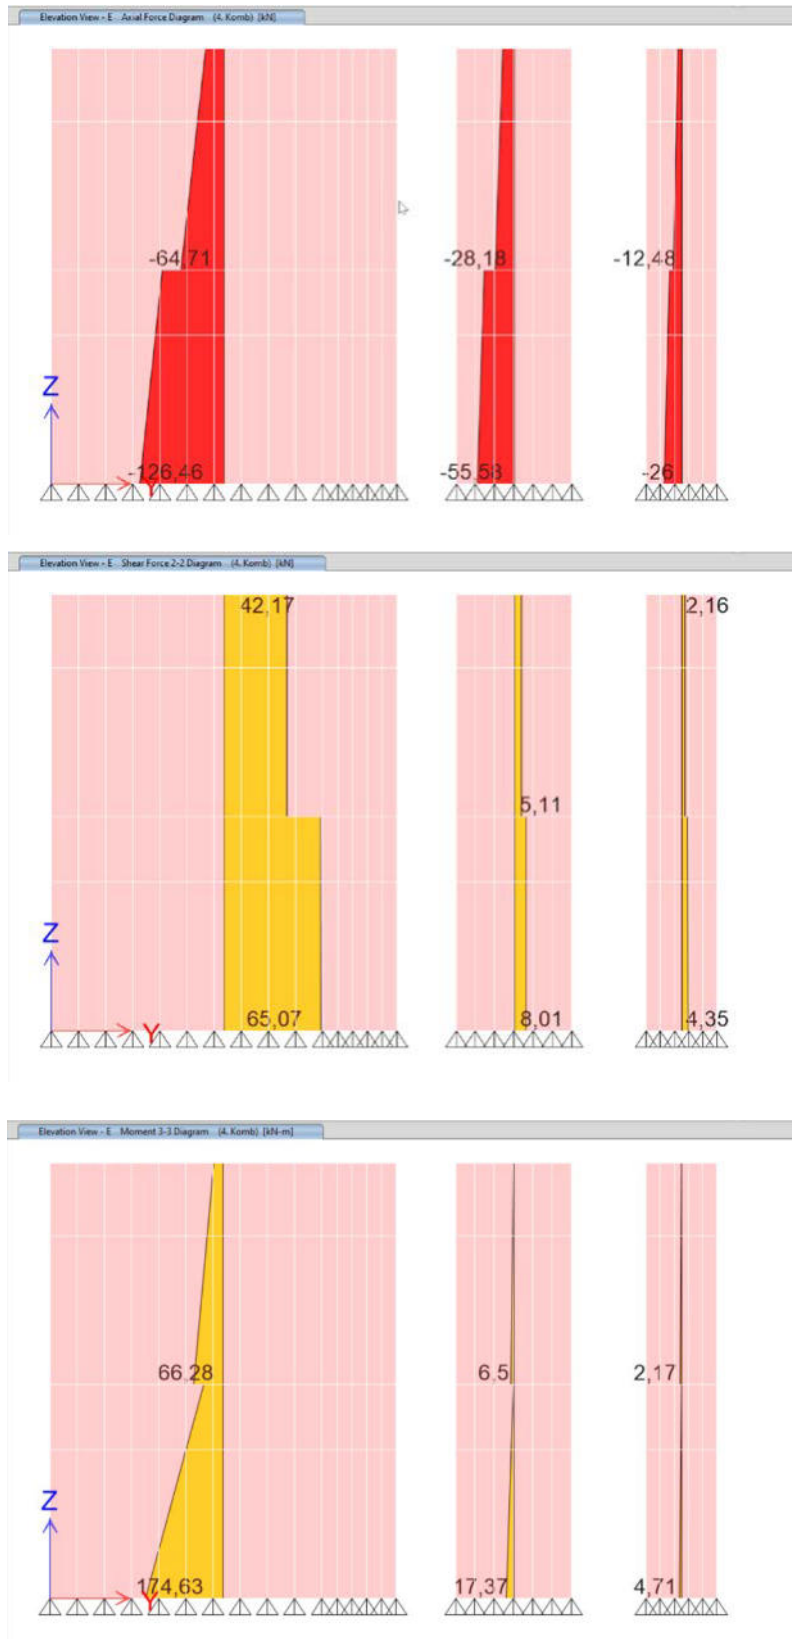 Elevation View - E Axial Force Diagram (4. Komb) [kN]
-64,71 -28,18 -12,48
Z
-126,46 -55,58 -26
Y
Elevation View - E Shear Force 2-2 Diagram (4. Komb) [kN]
42,17 2,16
5,11
Z
65,07 8,01 4,35
Y
Elevation View - E Moment 3-3 Diagram (4. Komb) [kN-m]
66,28 6,5 2,17
Z
174,63 17,37 4,71
Y